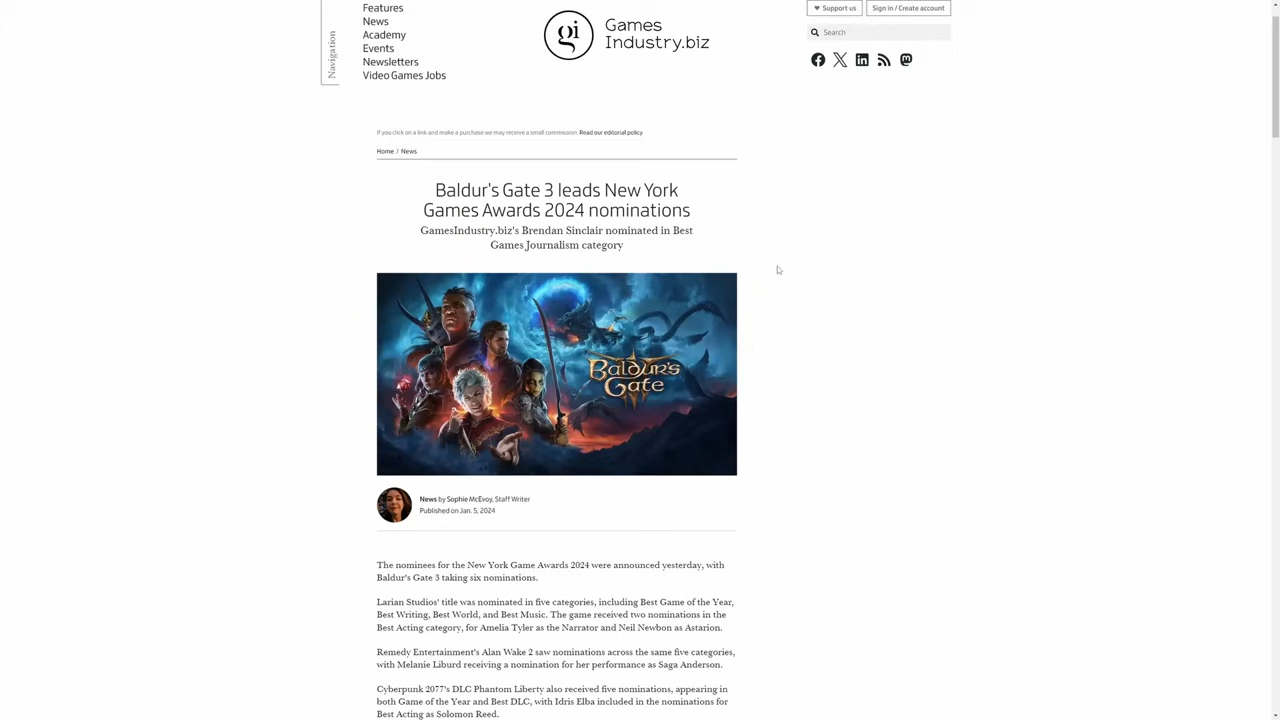 Navigation
Features
News
Academy
Events
Newsletters
Video Games Jobs
gi
Games
Industry.biz
Support us
Sign in / Create account
Search
If you click on a link and make a purchase we may receive a small commission. Read our editorial policy.
Home / News
Baldur's Gate 3 leads New York
Games Awards 2024 nominations
GamesIndustry.biz's Brendan Sinclair nominated in Best
Games Journalism category
BALDUR'S
GATE
News by Sophie McEvoy, Staff Writer
Published on Jan. 5, 2024
The nominees for the New York Game Awards 2024 were announced yesterday, with
Baldur's Gate 3 taking six nominations.
Larian Studios' title was nominated in five categories, including Best Game of the Year,
Best Writing, Best World, and Best Music. The game received two nominations in the
Best Acting category, for Amelia Tyler as the Narrator and Neil Newbon as Astarion.
Remedy Entertainment's Alan Wake 2 saw nominations across the same five categories,
with Melanie Liburd receiving a nomination for her performance as Saga Anderson.
Cyberpunk 2077's DLC Phantom Liberty also received five nominations, appearing in
both Game of the Year and Best DLC, with Idris Elba included in the nominations for
Best Acting as Solomon Reed.